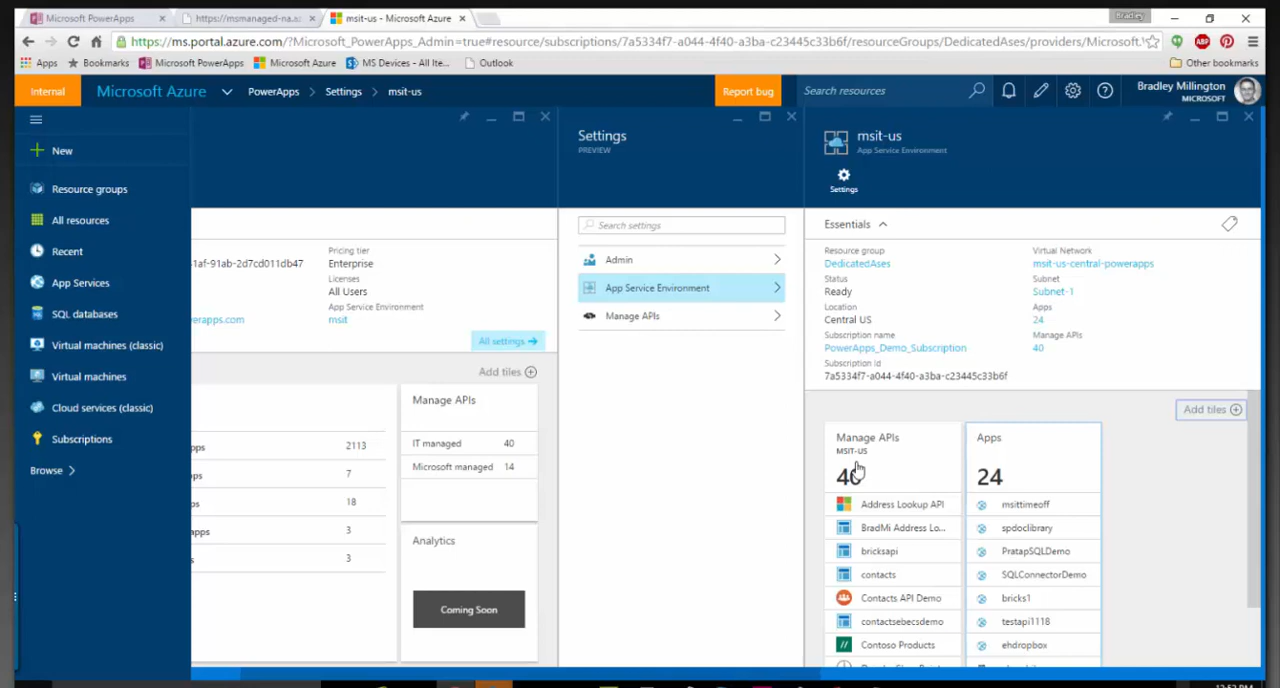 Microsoft PowerApps
https://msmanaged-na.az
msit-us - Microsoft Azure
Bradley
https://ms.portal.azure.com/?Microsoft_PowerApps_Admin=true#resource/subscriptions/7a5334f7-a044-4f40-a3ba-c23445c33b6f/resourceGroups/DedicatedAses/providers/Microsoft.
Apps
Bookmarks
Microsoft PowerApps
Microsoft Azure
MS Devices - All Ite...
Outlook
Other bookmarks
Internal
Microsoft Azure
PowerApps
Settings
msit-us
Report bug
Search resources
Bradley Millington
MICROSOFT
New
Resource groups
All resources
Recent
App Services
SQL databases
Virtual machines (classic)
Virtual machines
Cloud services (classic)
Subscriptions
Browse
1af-91ab-2d7cd011db47
erapps.com
Pricing tier
Enterprise
Licenses
All Users
App Service Environment
msit
All settings
Add tiles
pps 2113
ps 7
ps 18
apps 3
s 3
Manage APIs
IT managed 40
Microsoft managed 14
Analytics
Coming Soon
Settings
PREVIEW
Search settings
Admin
App Service Environment
Manage APIs
msit-us
App Service Environment
Settings
Essentials
Resource group
DedicatedAses
Status
Ready
Location
Central US
Subscription name
PowerApps_Demo_Subscription
Subscription id
7a5334f7-a044-4f40-a3ba-c23445c33b6f
Virtual Network
msit-us-central-powerapps
Subnet
Subnet-1
Apps
24
Manage APIs
40
Add tiles
Manage APIs
MSIT-US
40
Address Lookup API
BradMi Address Lo...
bricksapi
contacts
Contacts API Demo
contactsebecsdemo
Contoso Products
Apps
24
msittimeoff
spdoclibrary
PratapSQLDemo
SQLConnectorDemo
bricks1
testapi1118
ehdropbox